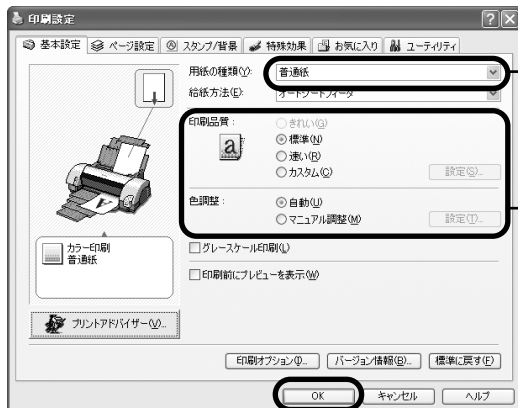 印刷設定
基本設定 ページ設定 スタンプ/背景 特殊効果 お気に入り ユーティリティ
用紙の種類(Y): 普通紙
給紙方法(E): オートシートフィーダ
印刷品質:
きれい(G)
標準(N)
速い(R)
カスタム(C) 設定(S)...
色調整: 自動(U)
マニュアル調整(M) 設定(T)...
カラー印刷
普通紙
グレースケール印刷(L)
印刷前にプレビューを表示(W)
プリントアドバイザー(V)...
印刷オプション(I)... バージョン情報(B)... 標準に戻す(F)
OK キャンセル ヘルプ